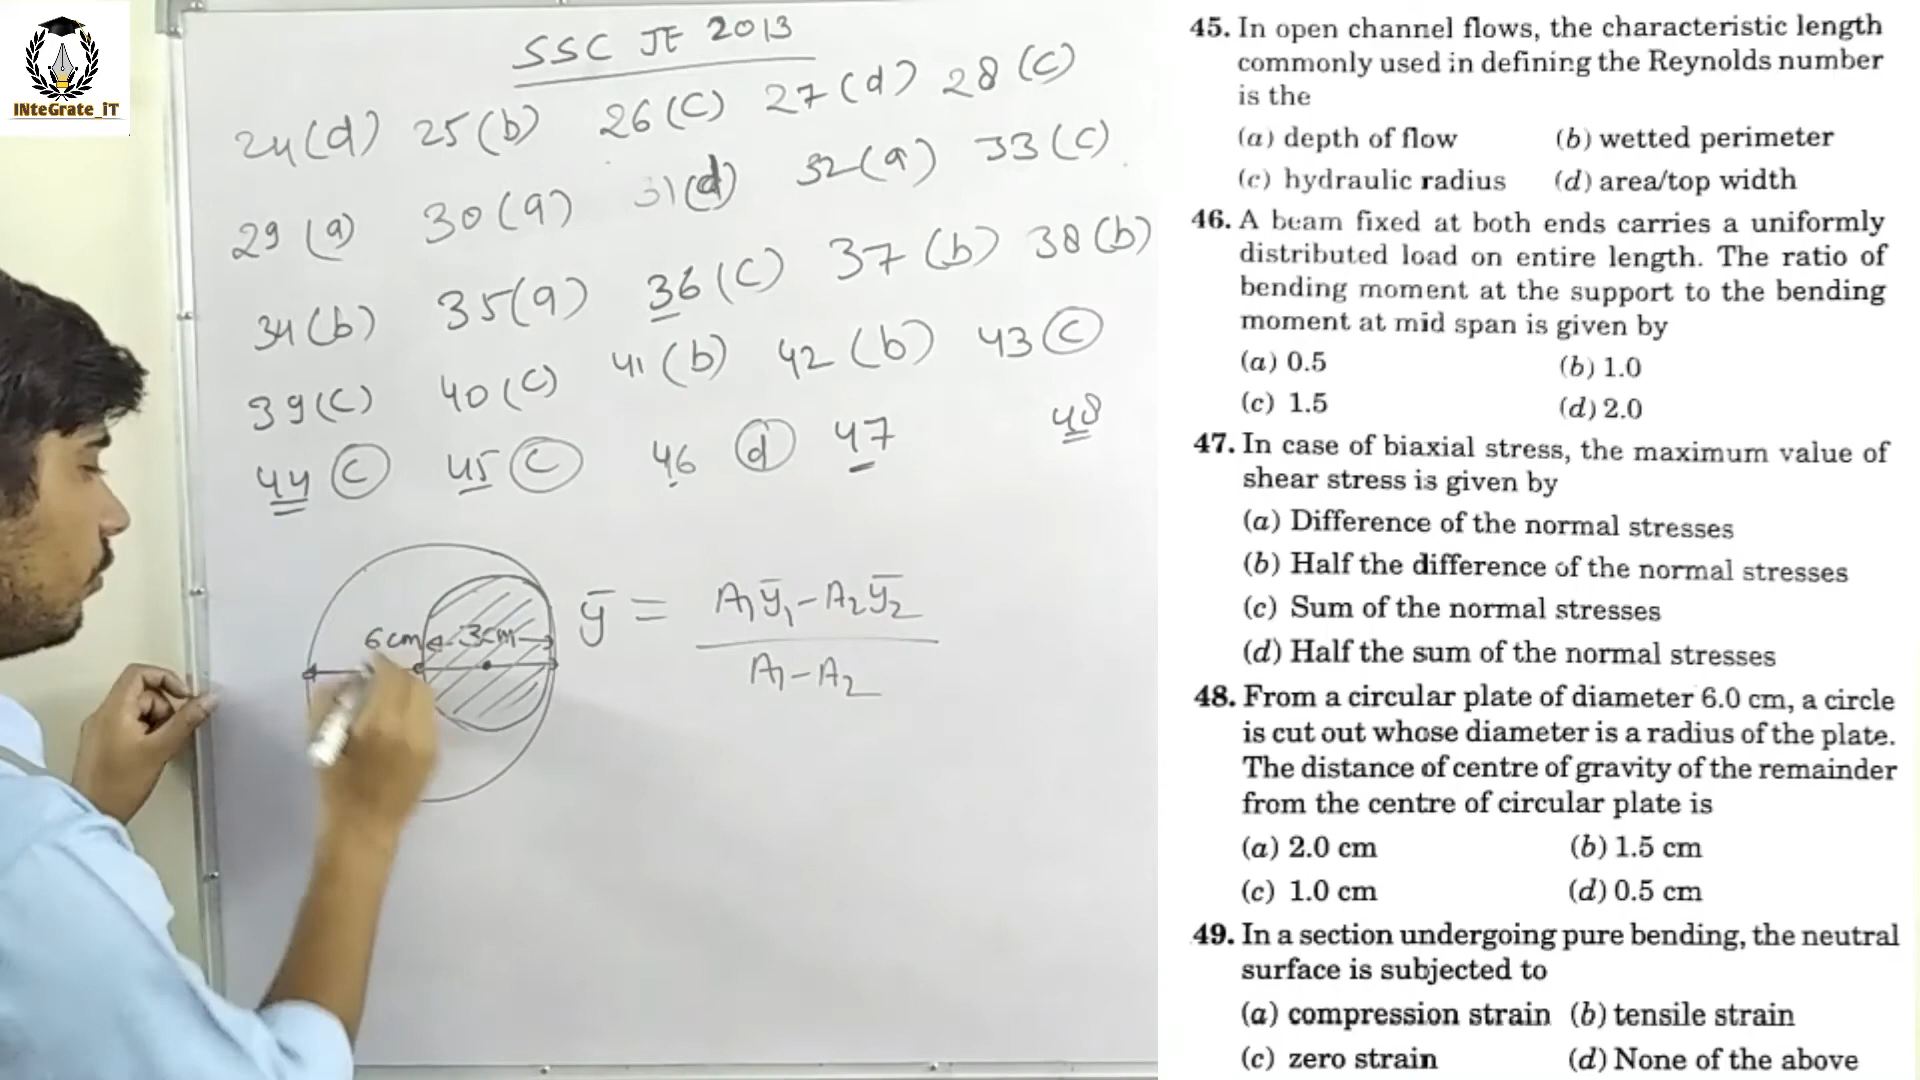 INteGrate_iT
SSC JE 2013
24(d) 25(b) 26(C) 27(d) 28(C)
29(a) 30(a) 31(d) 32(a) 33(C)
34(b) 35(a) 36(C) 37(b) 38(b)
39(C) 40(C) 41(b) 42(b) 43 C
44 C 45 C 46 d 47 48
6cm 3cm
ȳ = A₁ȳ₁-A₂ȳ₂
A₁-A₂
45. In open channel flows, the characteristic length
commonly used in defining the Reynolds number
is the
(a) depth of flow (b) wetted perimeter
(c) hydraulic radius (d) area/top width
46. A beam fixed at both ends carries a uniformly
distributed load on entire length. The ratio of
bending moment at the support to the bending
moment at mid span is given by
(a) 0.5 (b) 1.0
(c) 1.5 (d) 2.0
47. In case of biaxial stress, the maximum value of
shear stress is given by
(a) Difference of the normal stresses
(b) Half the difference of the normal stresses
(c) Sum of the normal stresses
(d) Half the sum of the normal stresses
48. From a circular plate of diameter 6.0 cm, a circle
is cut out whose diameter is a radius of the plate.
The distance of centre of gravity of the remainder
from the centre of circular plate is
(a) 2.0 cm (b) 1.5 cm
(c) 1.0 cm (d) 0.5 cm
49. In a section undergoing pure bending, the neutral
surface is subjected to
(a) compression strain (b) tensile strain
(c) zero strain (d) None of the above